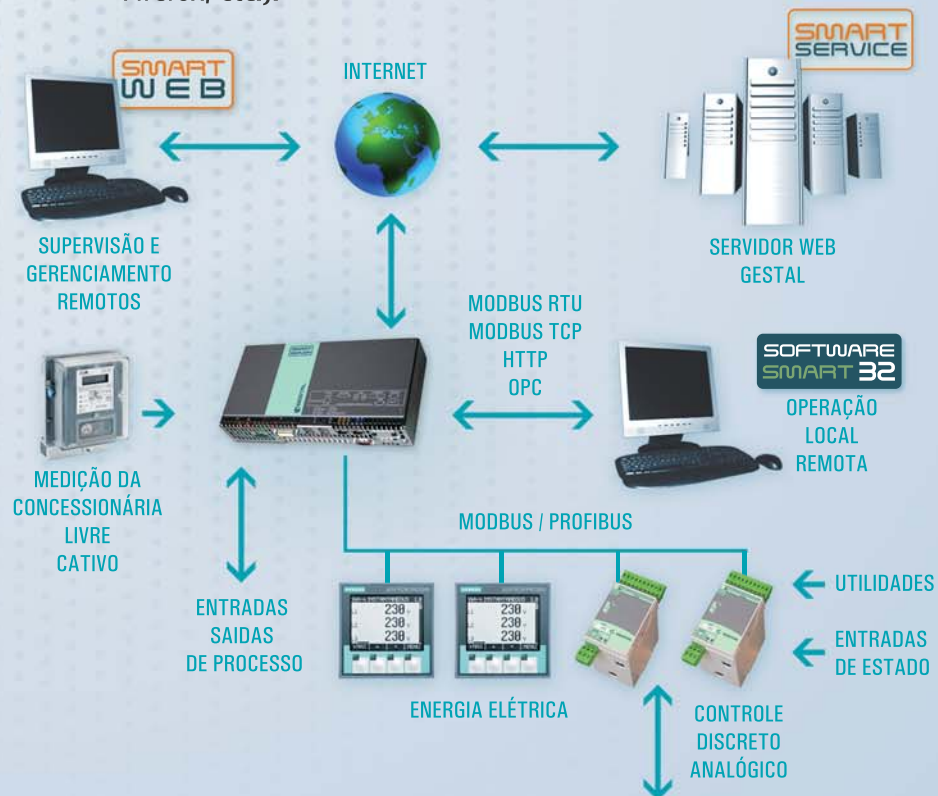 SMART
WEB
INTERNET
SMART
SERVICE
SUPERVISÃO E
GERENCIAMENTO
REMOTOS
SERVIDOR WEB
GESTAL
MODBUS RTU
MODBUS TCP
HTTP
OPC
SOFTWARE
SMART 32
OPERAÇÃO
LOCAL
REMOTA
MEDIÇÃO DA
CONCESSIONÁRIA
LIVRE
CATIVO
MODBUS / PROFIBUS
ENTRADAS
SAIDAS
DE PROCESSO
230
230
230
230
230
230
UTILIDADES
ENTRADAS
DE ESTADO
ENERGIA ELÉTRICA
CONTROLE
DISCRETO
ANALÓGICO